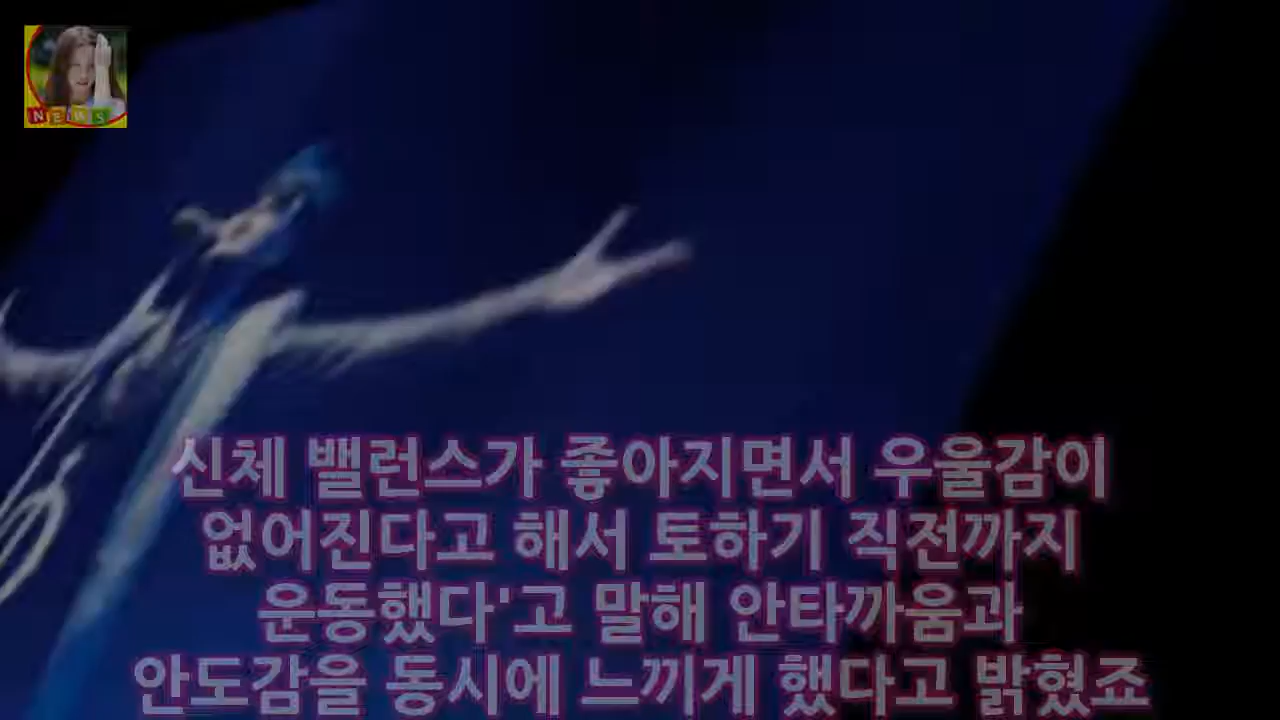 NEWS
신체 밸런스가 좋아지면서 우울감이
없어진다고 해서 토하기 직전까지
운동했다'고 말해 안타까움과
안도감을 동시에 느끼게 했다고 밝혔죠